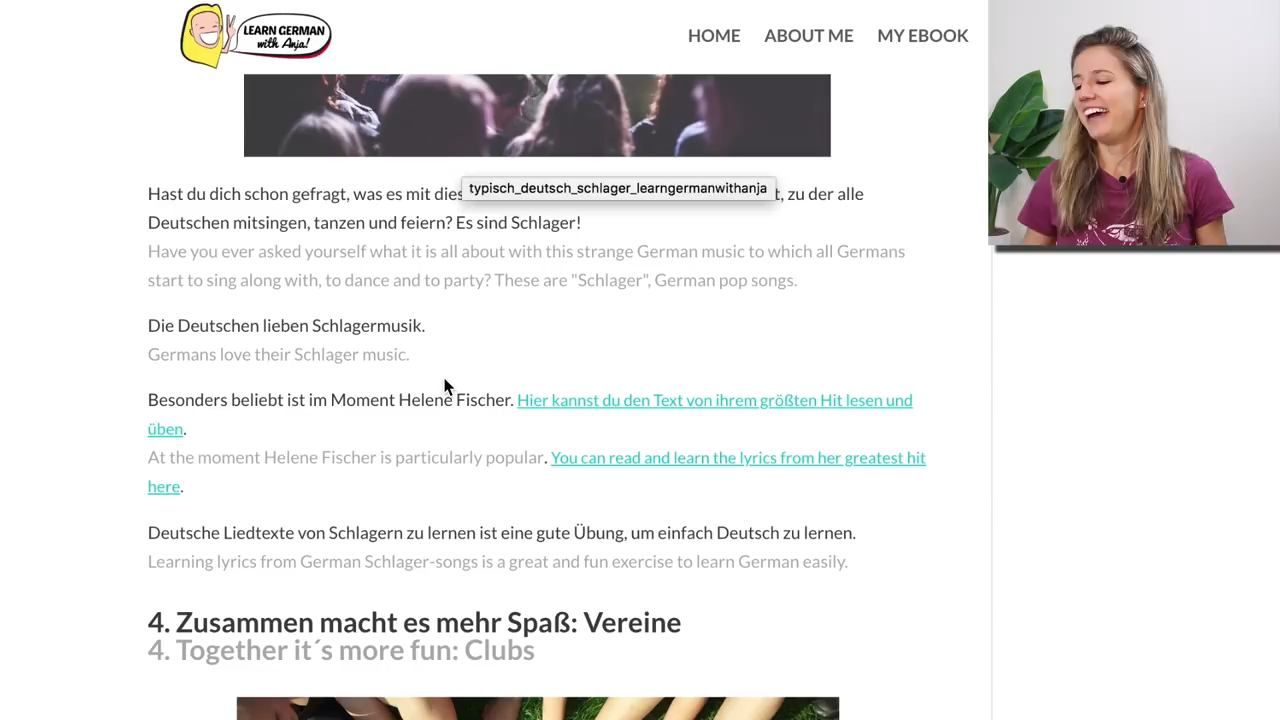 LEARN GERMAN
with Anja!
HOME ABOUT ME MY EBOOK
typisch_deutsch_schlager_learngermanwithanja
Hast du dich schon gefragt, was es mit dies t, zu der alle
Deutschen mitsingen, tanzen und feiern? Es sind Schlager!
Have you ever asked yourself what it is all about with this strange German music to which all Germans
start to sing along with, to dance and to party? These are "Schlager", German pop songs.
Die Deutschen lieben Schlagermusik.
Germans love their Schlager music.
Besonders beliebt ist im Moment Helene Fischer. Hier kannst du den Text von ihrem größten Hit lesen und
üben.
At the moment Helene Fischer is particularly popular. You can read and learn the lyrics from her greatest hit
here.
Deutsche Liedtexte von Schlagern zu lernen ist eine gute Übung, um einfach Deutsch zu lernen.
Learning lyrics from German Schlager-songs is a great and fun exercise to learn German easily.
4. Zusammen macht es mehr Spaß: Vereine
4. Together it´s more fun: Clubs